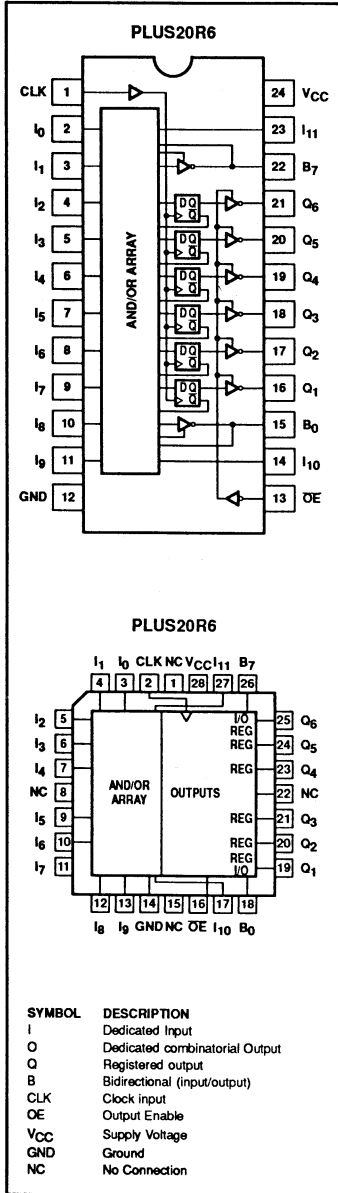 PLUS20R6
CLK 1 24 VCC
I0 2 23 I11
I1 3 22 B7
I2 4 D Q Q̅ 21 Q6
I3 5 D Q Q̅ 20 Q5
I4 6 D Q Q̅ 19 Q4
I5 7 D Q Q̅ 18 Q3
I6 8 D Q Q̅ 17 Q2
I7 9 D Q Q̅ 16 Q1
I8 10 15 B0
I9 11 14 I10
GND 12 13 O̅E̅
AND/OR ARRAY
PLUS20R6
I1 I0 CLK NC VCC I11 B7
4 3 2 1 28 27 26
I2 5 I/O 25 Q6
REG
I3 6 REG 24 Q5
I4 7 REG 23 Q4
NC 8 AND/OR ARRAY OUTPUTS 22 NC
I5 9 REG 21 Q3
I6 10 REG 20 Q2
REG
I7 11 I/O 19 Q1
12 13 14 15 16 17 18
I8 I9 GND NC O̅E̅ I10 B0
SYMBOL DESCRIPTION
I Dedicated Input
O Dedicated combinatorial Output
Q Registered output
B Bidirectional (input/output)
CLK Clock input
OE Output Enable
VCC Supply Voltage
GND Ground
NC No Connection